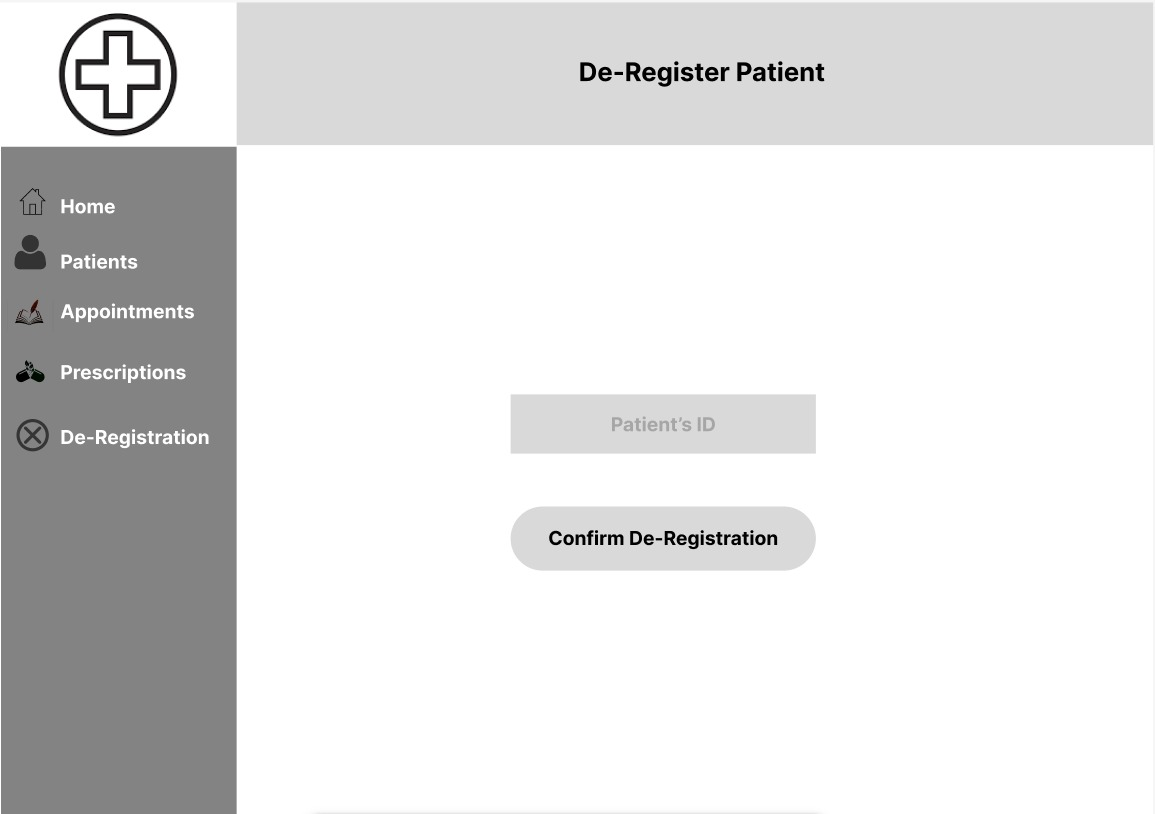 De-Register Patient
Home
Patients
Appointments
Prescriptions
De-Registration
Patient’s ID
Confirm De-Registration